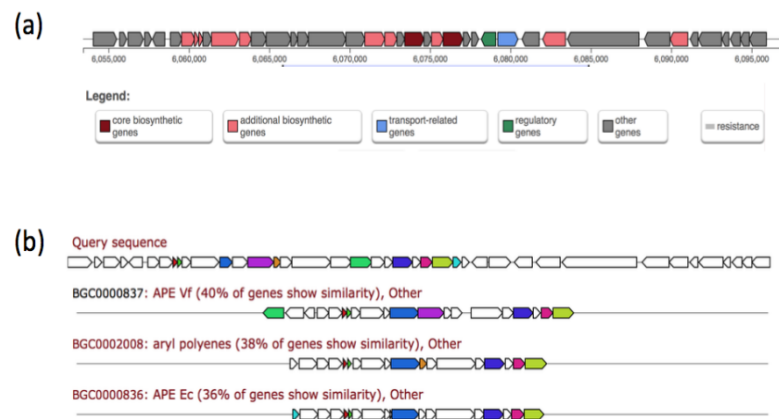 (a)
6,055,000 6,060,000 6,065,000 6,070,000 6,075,000 6,080,000 6,085,000 6,090,000 6,095,000
Legend:
core biosynthetic genes
additional biosynthetic genes
transport-related genes
regulatory genes
other genes
resistance
(b)
Query sequence
BGC0000837: APE Vf (40% of genes show similarity), Other
BGC0002008: aryl polyenes (38% of genes show similarity), Other
BGC0000836: APE Ec (36% of genes show similarity), Other